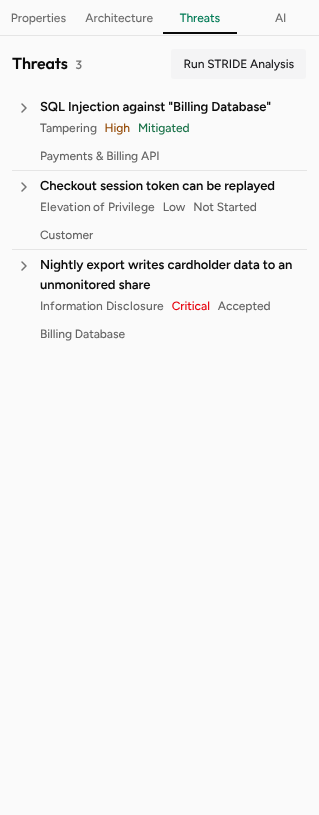 Properties Architecture Threats AI
Threats 3 Run STRIDE Analysis
SQL Injection against "Billing Database"
Tampering High Mitigated
Payments & Billing API
Checkout session token can be replayed
Elevation of Privilege Low Not Started
Customer
Nightly export writes cardholder data to an
unmonitored share
Information Disclosure Critical Accepted
Billing Database